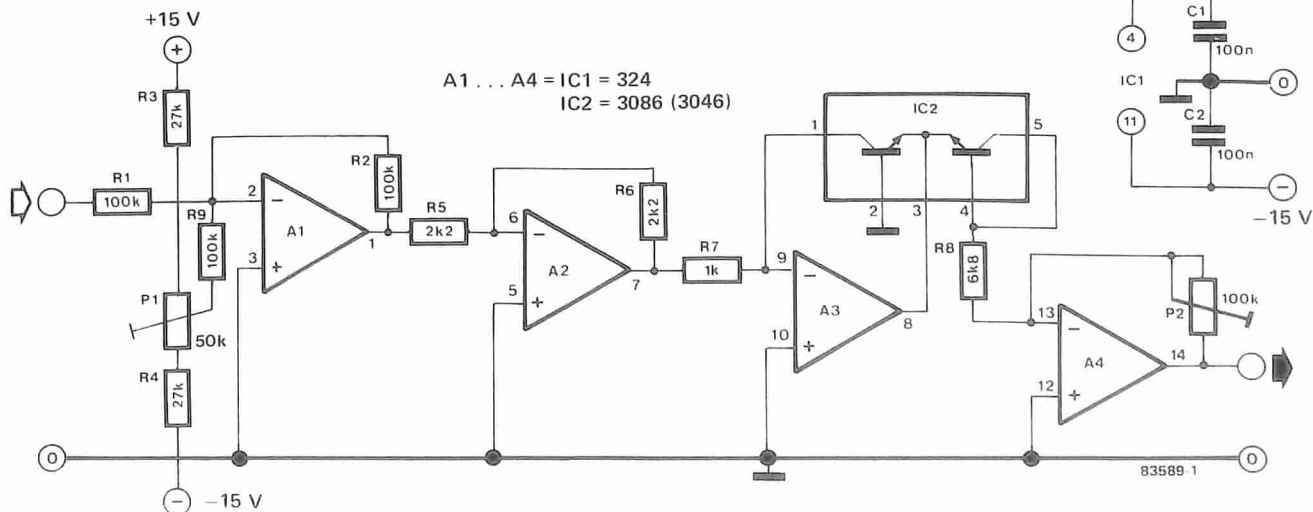 +15 V
+
R3
27k
A1 . . . A4 = IC1 = 324
IC2 = 3086 (3046)
R1
100k
R9
100k
R2
100k
2
3
A1
1
R5
2k2
R6
2k2
6
5
A2
7
R7
1k
IC2
1
2
3
4
5
9
10
A3
8
R8
6k8
13
12
A4
14
P2
100k
P1
50k
R4
27k
−
−15 V
0
0
83589-1
C1
100n
4
IC1
0
11
C2
100n
−
−15 V
−
+
−
+
−
+
−
+